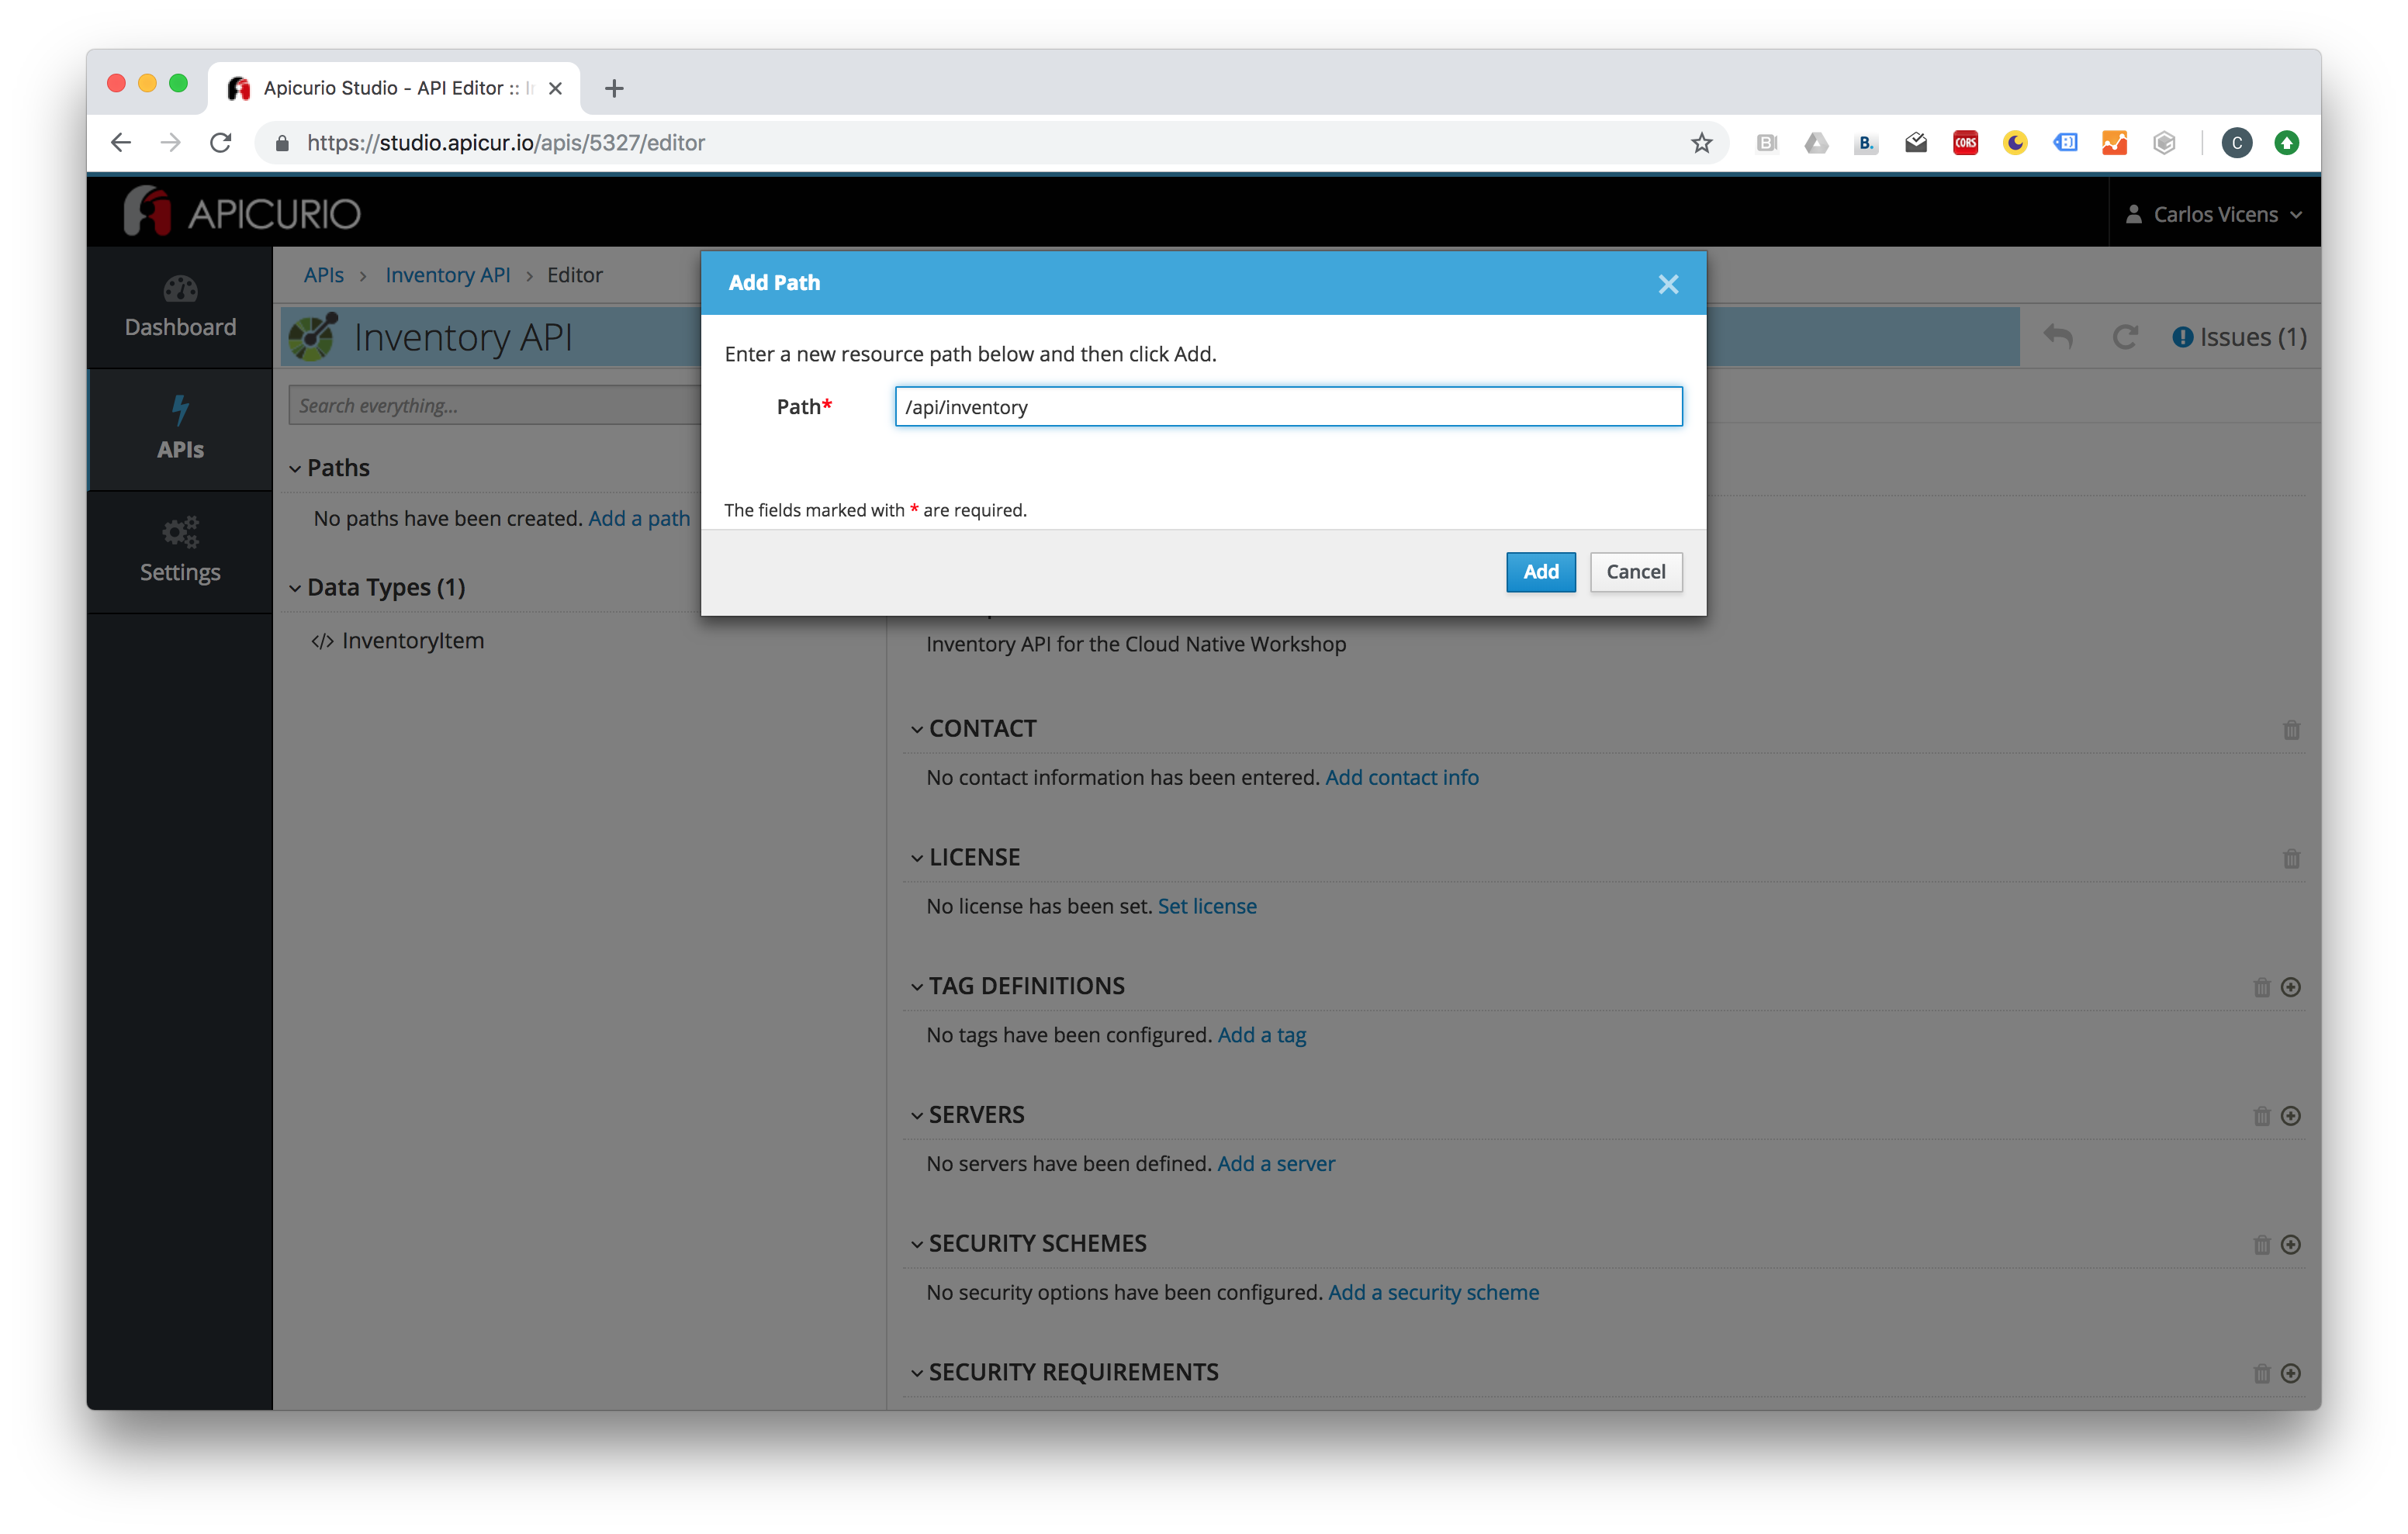 Apicurio Studio - API Editor :: In
https://studio.apicur.io/apis/5327/editor
B
B.
CORS
C
APICURIO
Carlos Vicens
Dashboard
APIs
Settings
APIs > Inventory API > Editor
Inventory API
Issues (1)
Search everything...
Paths
No paths have been created. Add a path
Data Types (1)
</> InventoryItem
Add Path
Enter a new resource path below and then click Add.
Path*
/api/inventory
The fields marked with * are required.
Add
Cancel
Inventory API for the Cloud Native Workshop
CONTACT
No contact information has been entered. Add contact info
LICENSE
No license has been set. Set license
TAG DEFINITIONS
No tags have been configured. Add a tag
SERVERS
No servers have been defined. Add a server
SECURITY SCHEMES
No security options have been configured. Add a security scheme
SECURITY REQUIREMENTS